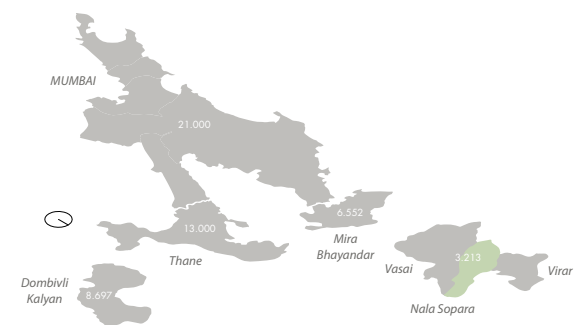 MUMBAI
21.000
6.552
Mira
Bhayandar
13.000
Thane
3.213
Vasai
Virar
Nala Sopara
Dombivli
Kalyan
8.697